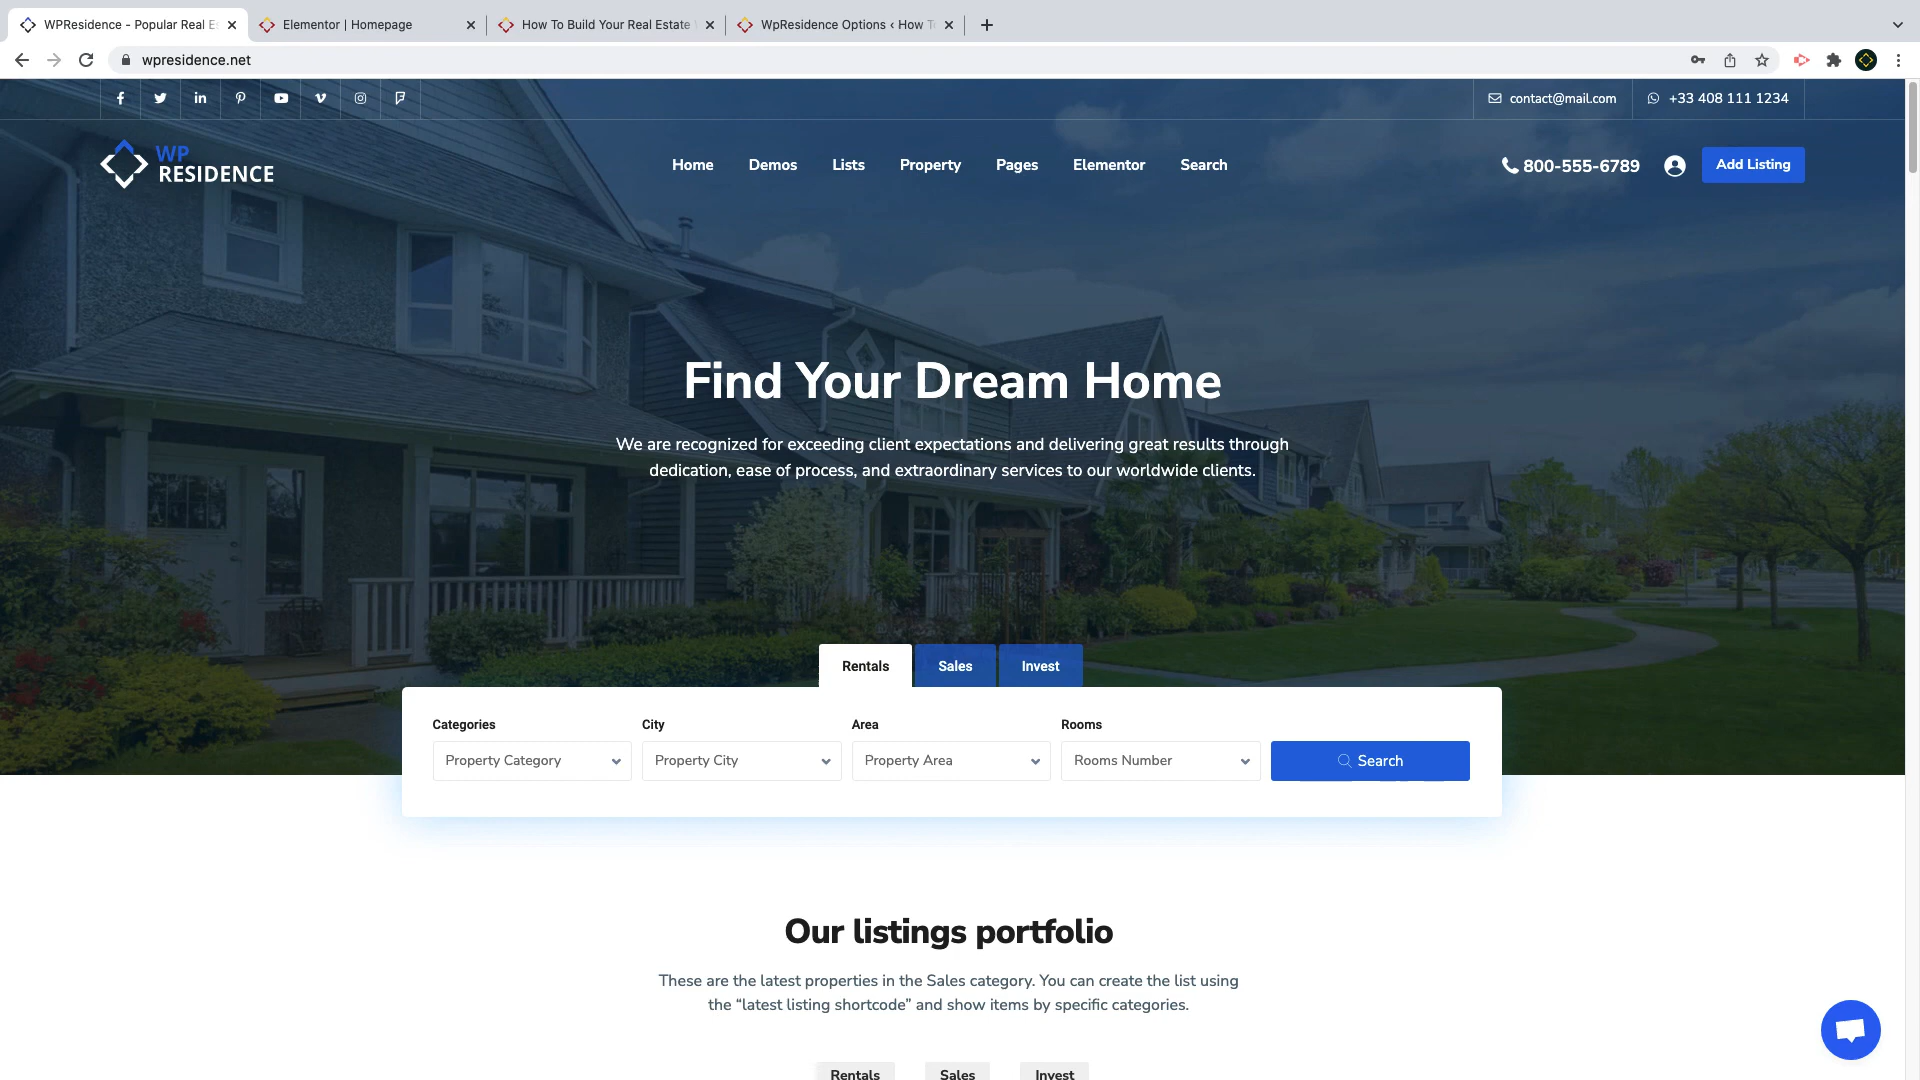 WPResidence - Popular Real Es
Elementor | Homepage
How To Build Your Real Estate
WpResidence Options ‹ How T
wpresidence.net
contact@mail.com
+33 408 111 1234
WP
RESIDENCE
Home
Demos
Lists
Property
Pages
Elementor
Search
800-555-6789
Add Listing
Find Your Dream Home
We are recognized for exceeding client expectations and delivering great results through
dedication, ease of process, and extraordinary services to our worldwide clients.
Rentals
Sales
Invest
Categories
City
Area
Rooms
Property Category
Property City
Property Area
Rooms Number
Search
Our listings portfolio
These are the latest properties in the Sales category. You can create the list using
the “latest listing shortcode” and show items by specific categories.
Rentals
Sales
Invest